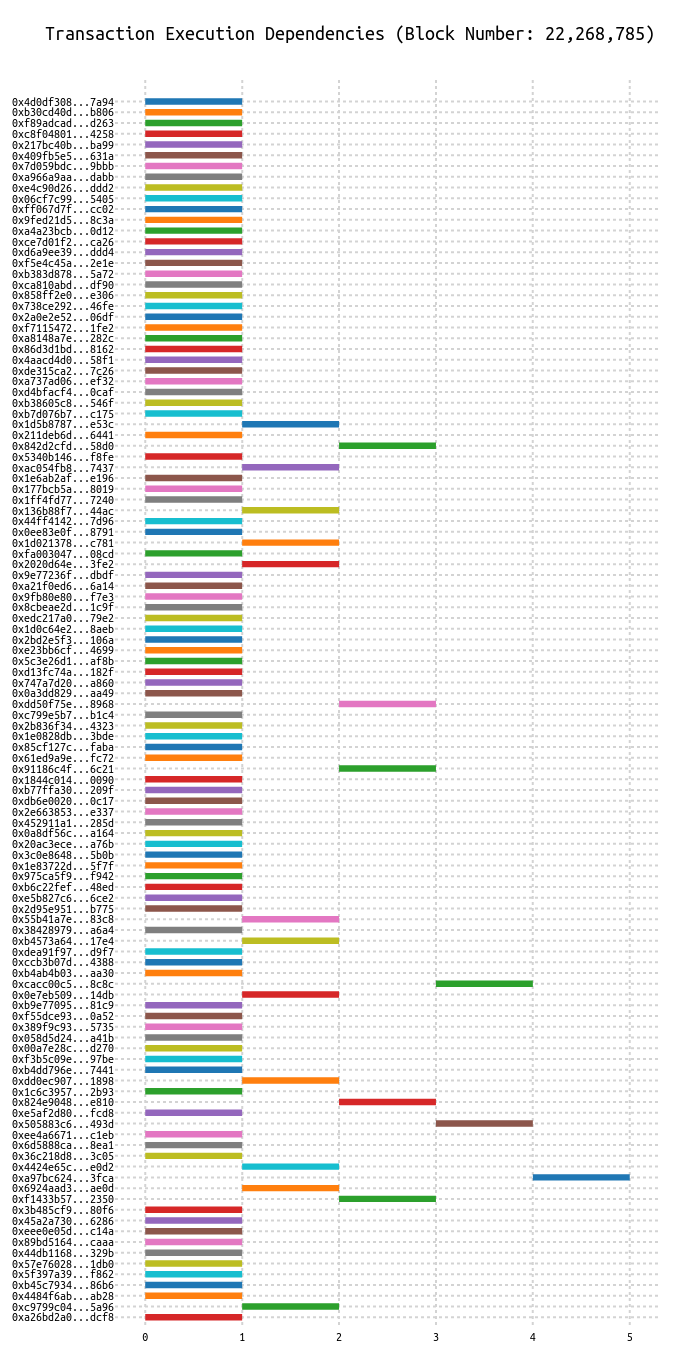 Transaction Execution Dependencies (Block Number: 22,268,785)
0x4d0df308...7a94
0xb30cd40d...b806
0xf89adcad...d263
0xc8f04801...4258
0x217bc40b...ba99
0x409fb5e5...631a
0x7d059bdc...9bbb
0xa966a9aa...dabb
0xe4c90d26...ddd2
0x06cf7c99...5405
0xff067d7f...cc02
0x9fed21d5...8c3a
0xa4a23bcb...0d12
0xce7d01f2...ca26
0xd6a9ee39...ddd4
0xf5e4c45a...2e1e
0xb383d878...5a72
0xca810abd...df90
0x858ff2e0...e306
0x738ce292...46fe
0x2a0e2e52...06df
0xf7115472...1fe2
0xa8148a7e...282c
0x86d3d1bd...8162
0x4aacd4d0...58f1
0xde315ca2...7c26
0xa737ad06...ef32
0xd4bfacf4...0caf
0xb38605c8...546f
0xb7d076b7...c175
0x1d5b8787...e53c
0x211deb6d...6441
0x842d2cfd...58d0
0x5340b146...f8fe
0xac054fb8...7437
0x1e6ab2af...e196
0x177bcb5a...8019
0x1ff4fd77...7240
0x136b88f7...44ac
0x44ff4142...7d96
0x0ee83e0f...8791
0x1d021378...c781
0xfa003047...08cd
0x2020d64e...3fe2
0x9e77236f...dbdf
0xa21f0ed6...6a14
0x9fb80e80...f7e3
0x8cbeae2d...1c9f
0xedc217a0...79e2
0x1d0c64e2...8aeb
0x2bd2e5f3...106a
0xe23bb6cf...4699
0x5c3e26d1...af8b
0xd13fc74a...182f
0x747a7d20...a860
0x0a3dd829...aa49
0xdd50f75e...8968
0xc799e5b7...b1c4
0x2b836f34...4323
0x1e0828db...3bde
0x85cf127c...faba
0x61ed9a9e...fc72
0x91186c4f...6c21
0x1844c014...0090
0xb77ffa30...209f
0xdb6e0020...0c17
0x2e663853...e337
0x452911a1...285d
0x0a8df56c...a164
0x20ac3ece...a76b
0x3c0e8648...5b0b
0x1e83722d...5f7f
0x975ca5f9...f942
0xb6c22fef...48ed
0xe5b827c6...6ce2
0x2d95e951...b775
0x55b41a7e...83c8
0x38428979...a6a4
0xb4573a64...17e4
0xdea91f97...d9f7
0xccb3b07d...4388
0xb4ab4b03...aa30
0xcacc00c5...8c8c
0x0e7eb509...14db
0xb9e77095...81c9
0xf55dce93...0a52
0x389f9c93...5735
0x058d5d24...a41b
0x00a7e28c...d270
0xf3b5c09e...97be
0xb4dd796e...7441
0xdd0ec907...1898
0x1c6c3957...2b93
0x824e9048...e810
0xe5af2d80...fcd8
0x505883c6...493d
0xee4a6671...c1eb
0x6d5888ca...8ea1
0x36c218d8...3c05
0x4424e65c...e0d2
0xa97bc624...3fca
0x6924aad3...ae0d
0xf1433b57...2350
0x3b485cf9...80f6
0x45a2a730...6286
0xeee0e05d...c14a
0x89bd5164...caaa
0x44db1168...329b
0x57e76028...1db0
0x5f397a39...f862
0xb45c7934...86b6
0x4484f6ab...ab28
0xc9799c04...5a96
0xa26bd2a0...dcf8
0 1 2 3 4 5